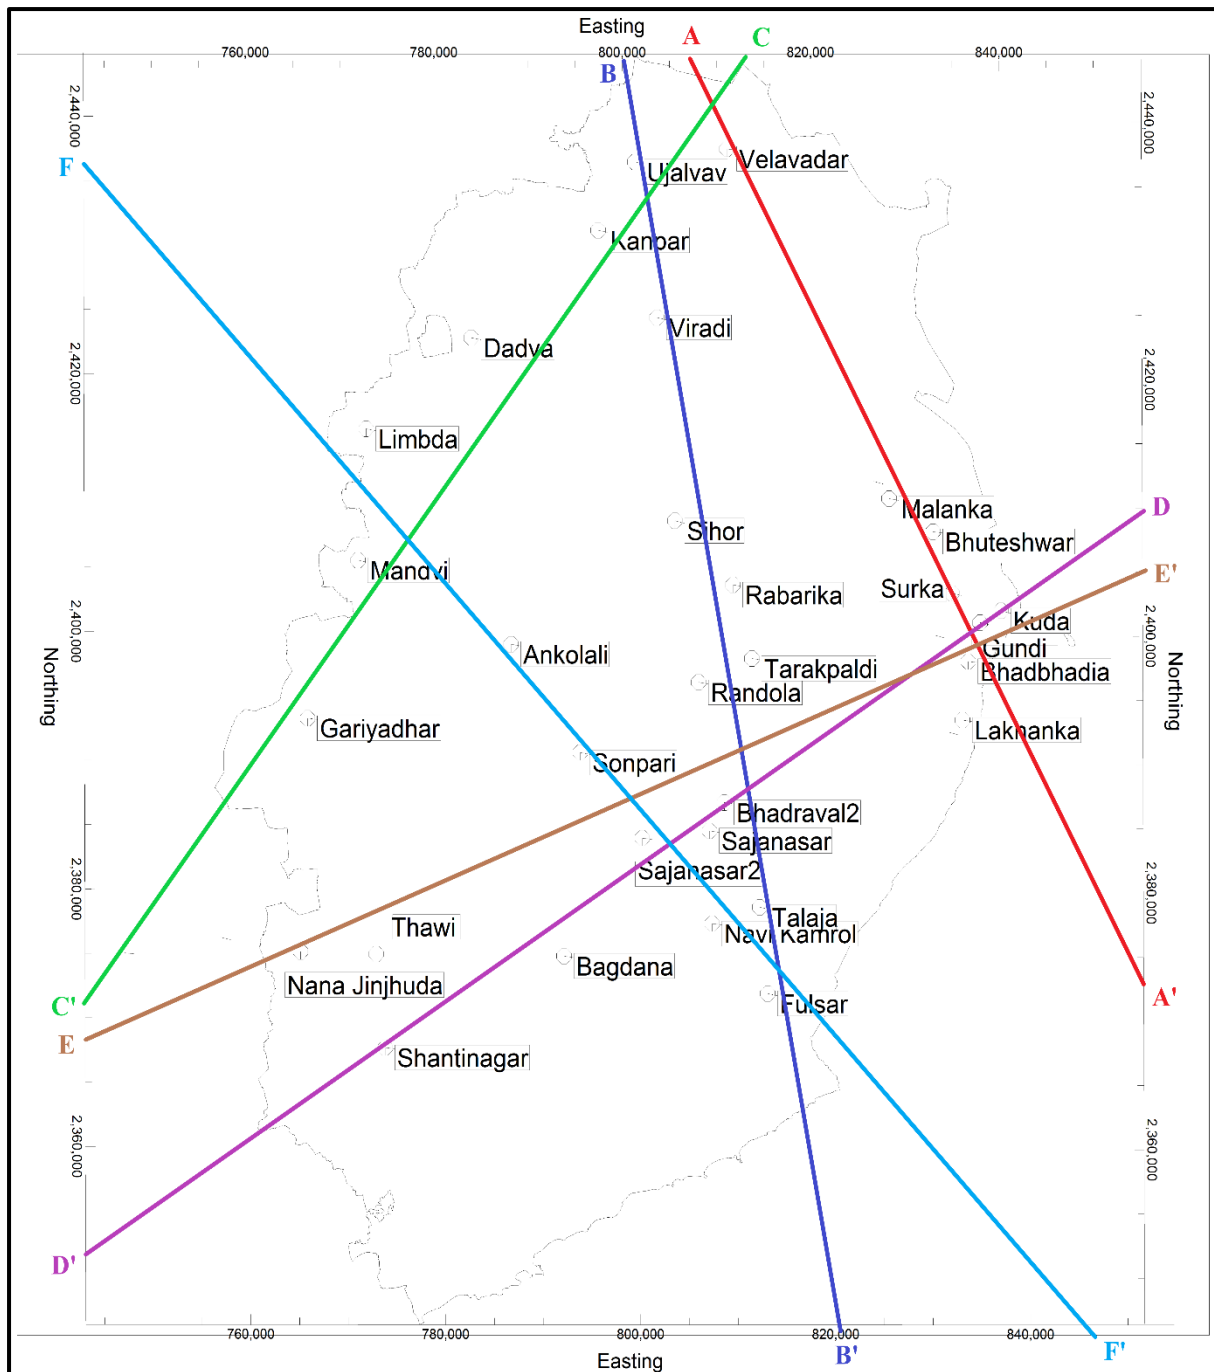 Easting
A
C
760,000
780,000
800,000
820,000
840,000
B
2,440,000
2,440,000
F
Velavadar
Ujalvav
Kanpar
Viradi
Dadva
2,420,000
2,420,000
Limbda
Malanka
D
Sihor
Bhuteshwar
Mandvi
E'
Rabarika
Surka
Kuda
2,400,000
2,400,000
Ankolali
Gundi
Tarakpaldi
Bhadbhadia
Northing
Northing
Randola
Gariyadhar
Lakhanka
Sonpari
Bhadraval2
Sajanasar
Sajanasar2
2,380,000
2,380,000
Talaja
Thawi
Navi Kamrol
Bagdana
Nana Jinjhuda
A'
C'
Fulsar
E
Shantinagar
2,360,000
2,360,000
D'
760,000
780,000
800,000
820,000
840,000
B'
F'
Easting